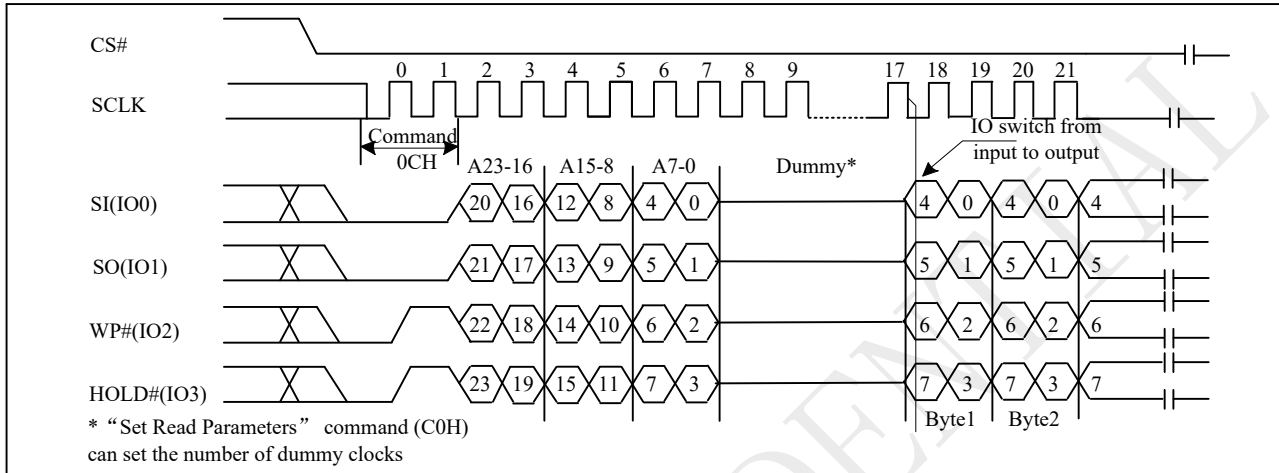 CS#
0 1 2 3 4 5 6 7 8 9 17 18 19 20 21
SCLK
Command
0CH
IO switch from
input to output
A23-16 A15-8 A7-0 Dummy*
SI(IO0) 20 16 12 8 4 0 4 0 4 0 4
SO(IO1) 21 17 13 9 5 1 5 1 5 1 5
WP#(IO2) 22 18 14 10 6 2 6 2 6 2 6
HOLD#(IO3) 23 19 15 11 7 3 7 3 7 3 7
Byte1 Byte2
* “Set Read Parameters” command (C0H)
can set the number of dummy clocks